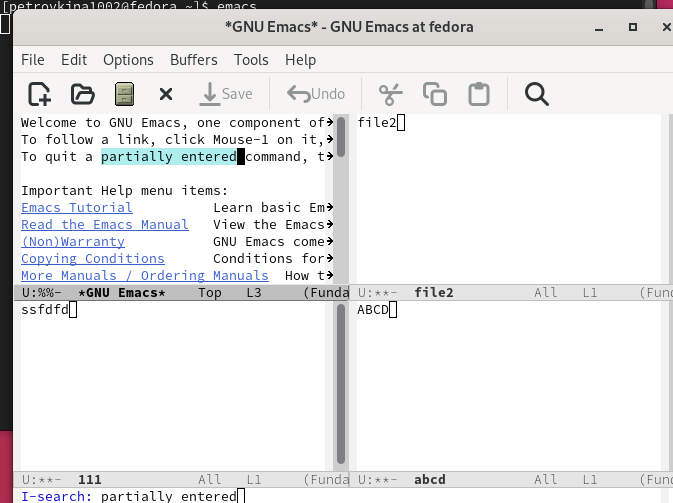 [petrovkina1002@fedora ~]$ emacs
*GNU Emacs* - GNU Emacs at fedora
File Edit Options Buffers Tools Help
Save Undo
Welcome to GNU Emacs, one component of
To follow a link, click Mouse-1 on it,
To quit a partially entered command, t
Important Help menu items:
Emacs Tutorial Learn basic Em
Read the Emacs Manual View the Emacs
(Non)Warranty GNU Emacs come
Copying Conditions Conditions for
More Manuals / Ordering Manuals How t
U:%%- *GNU Emacs* Top L3 (Funda
file2
U:**- file2 All L1 (Fund
ssfdfd
U:**- 111 All L1 (Funda
ABCD
U:**- abcd All L1 (Fund
I-search: partially entered